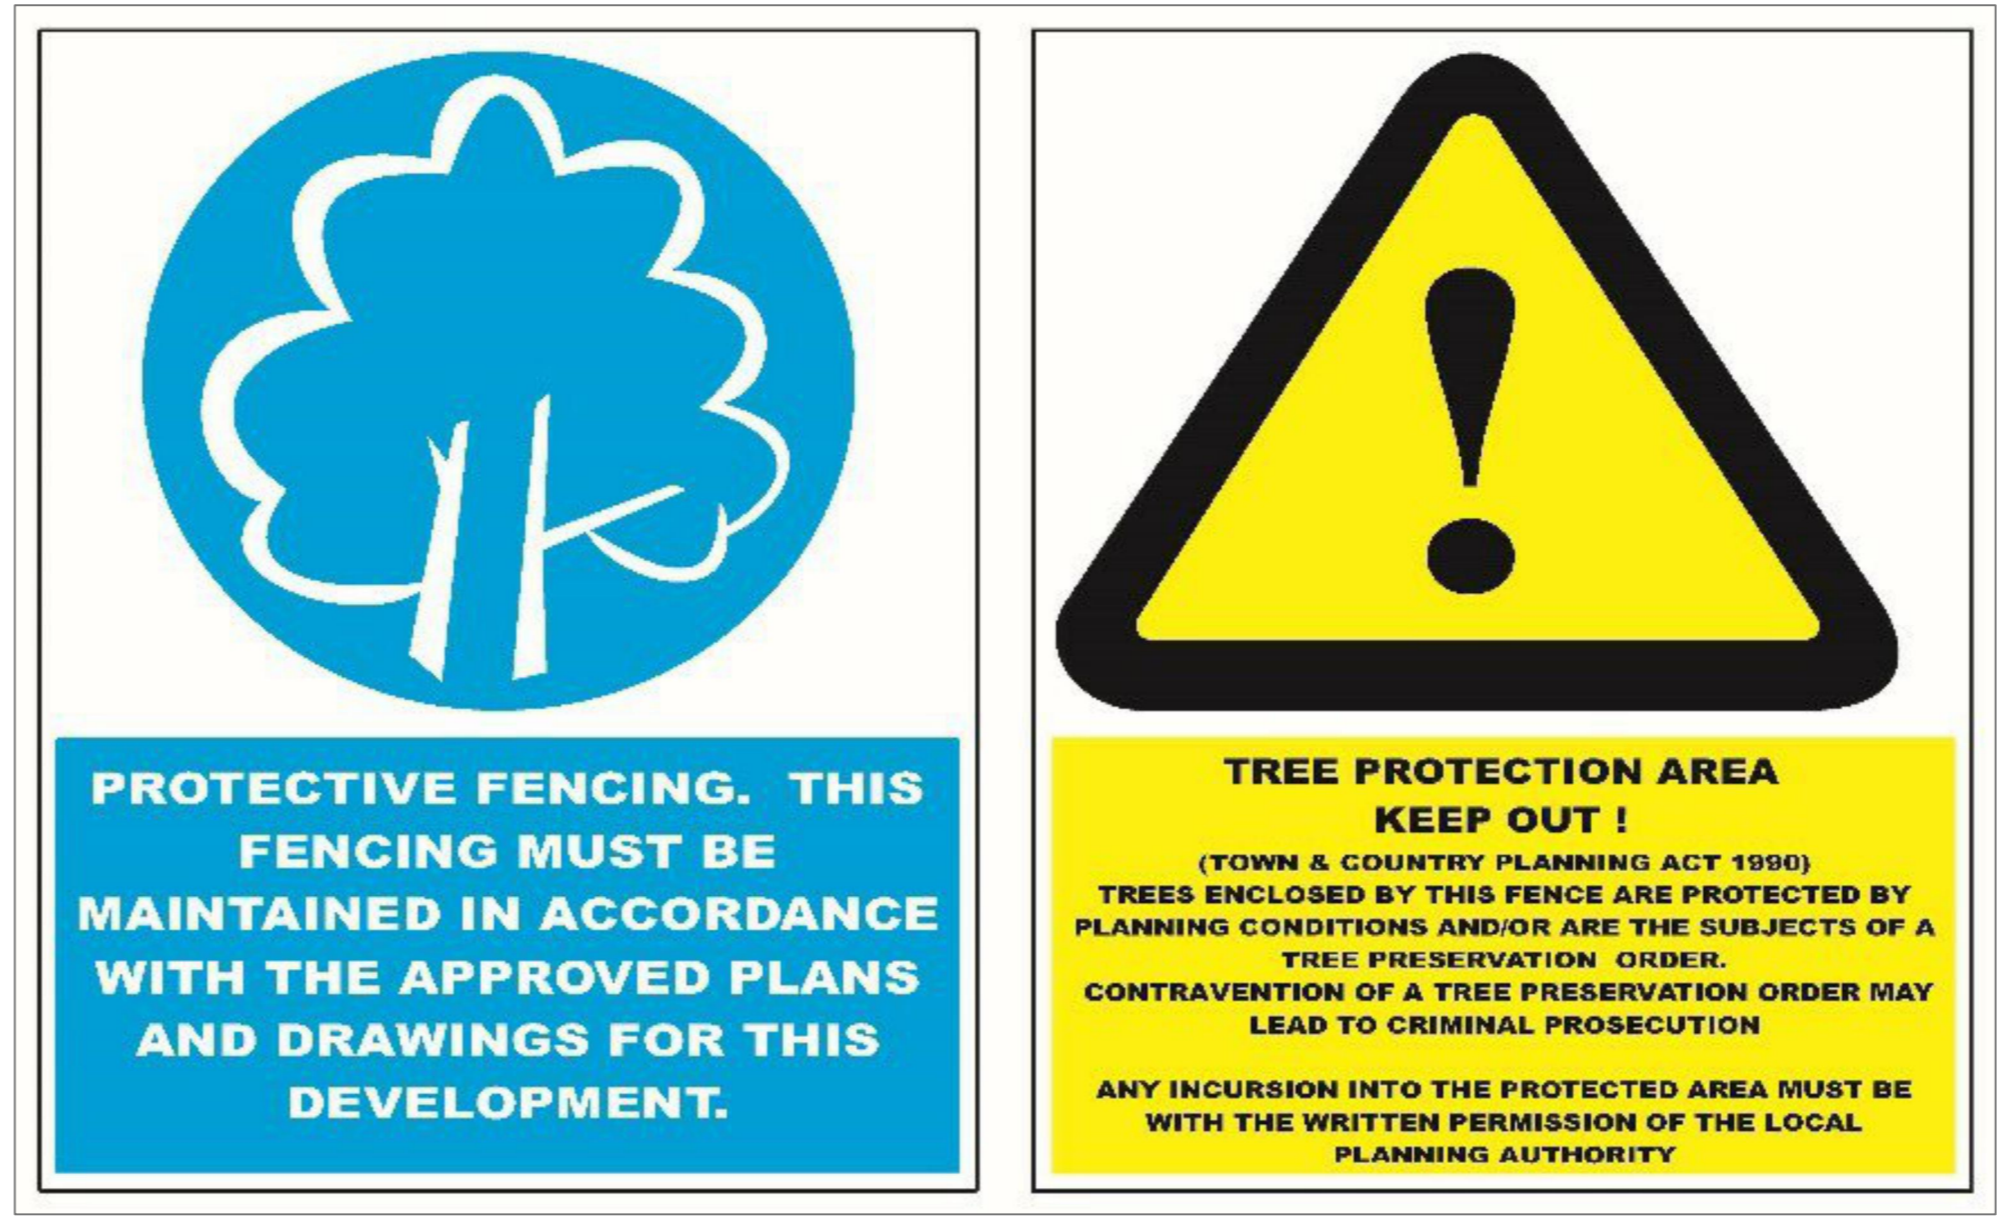 PROTECTIVE FENCING. THIS
FENCING MUST BE
MAINTAINED IN ACCORDANCE
WITH THE APPROVED PLANS
AND DRAWINGS FOR THIS
DEVELOPMENT.
TREE PROTECTION AREA
KEEP OUT !
(TOWN & COUNTRY PLANNING ACT 1990)
TREES ENCLOSED BY THIS FENCE ARE PROTECTED BY
PLANNING CONDITIONS AND/OR ARE THE SUBJECTS OF A
TREE PRESERVATION ORDER.
CONTRAVENTION OF A TREE PRESERVATION ORDER MAY
LEAD TO CRIMINAL PROSECUTION
ANY INCURSION INTO THE PROTECTED AREA MUST BE
WITH THE WRITTEN PERMISSION OF THE LOCAL
PLANNING AUTHORITY